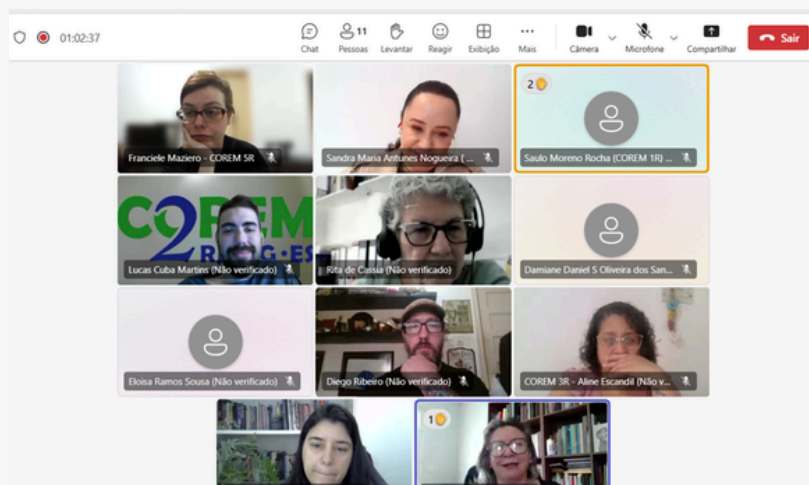 01:02:37
Chat
Pessoas 11
Levantar
Reagir
Exibição
Mais
Câmera
Microfone
Compartilhar
Sair
Franciele Maziero - COREM 5R
Sandra Maria Antunes Nogueira ( ...
2
Saulo Moreno Rocha (COREM 1R) ...
COREM
2R
G•ES
Lucas Cuba Martins (Não verificado)
Rita de Cassia (Não verificado)
Damiane Daniel S Oliveira dos San...
Eloisa Ramos Sousa (Não verificado)
Diego Ribeiro (Não verificado)
COREM 3R - Aline Escandil (Não v...
1